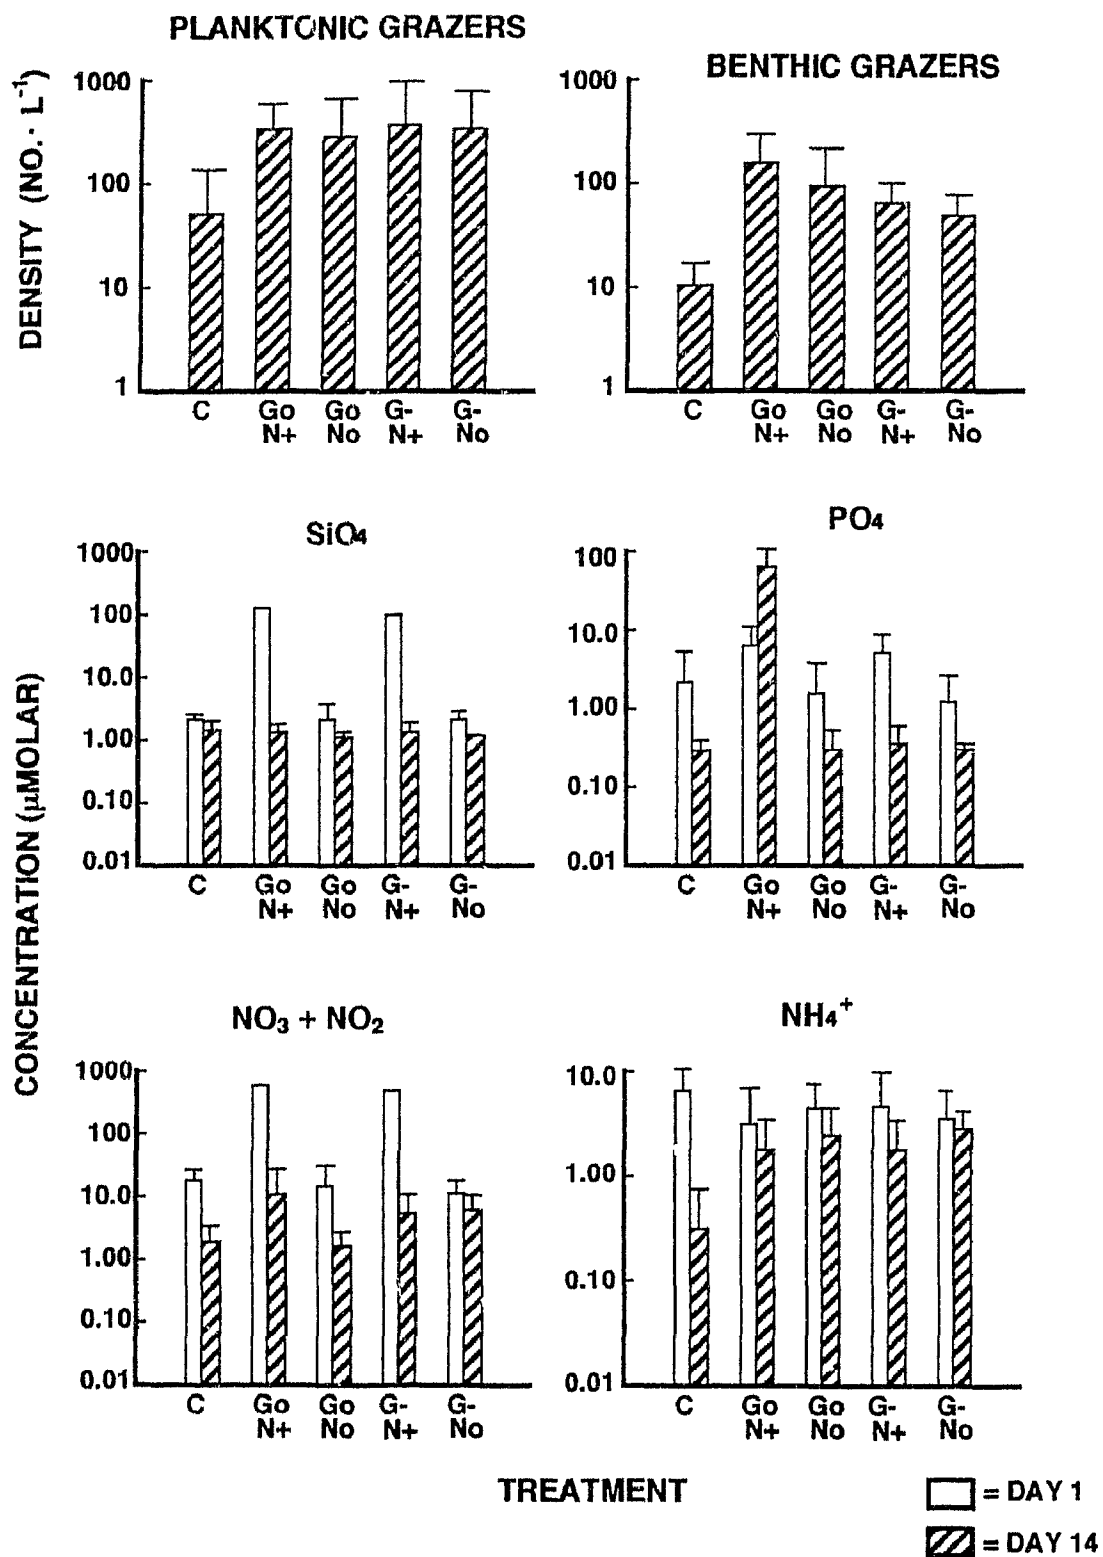 PLANKTONIC GRAZERS
DENSITY (NO. · L⁻¹)
1000
100
10
1
C Go Go G- G-
N+ No N+ No
BENTHIC GRAZERS
1000
100
10
1
C Go Go G- G-
N+ No N+ No
CONCENTRATION (μMOLAR)
SiO₄
1000
100
10.0
1.00
0.10
0.01
C Go Go G- G-
N+ No N+ No
PO₄
100
10.0
1.00
0.10
0.01
C Go Go G- G-
N+ No N+ No
NO₃ + NO₂
1000
100
10.0
1.00
0.10
0.01
C Go Go G- G-
N+ No N+ No
NH₄⁺
10.0
1.00
0.10
0.01
C Go Go G- G-
N+ No N+ No
TREATMENT
= DAY 1
= DAY 14